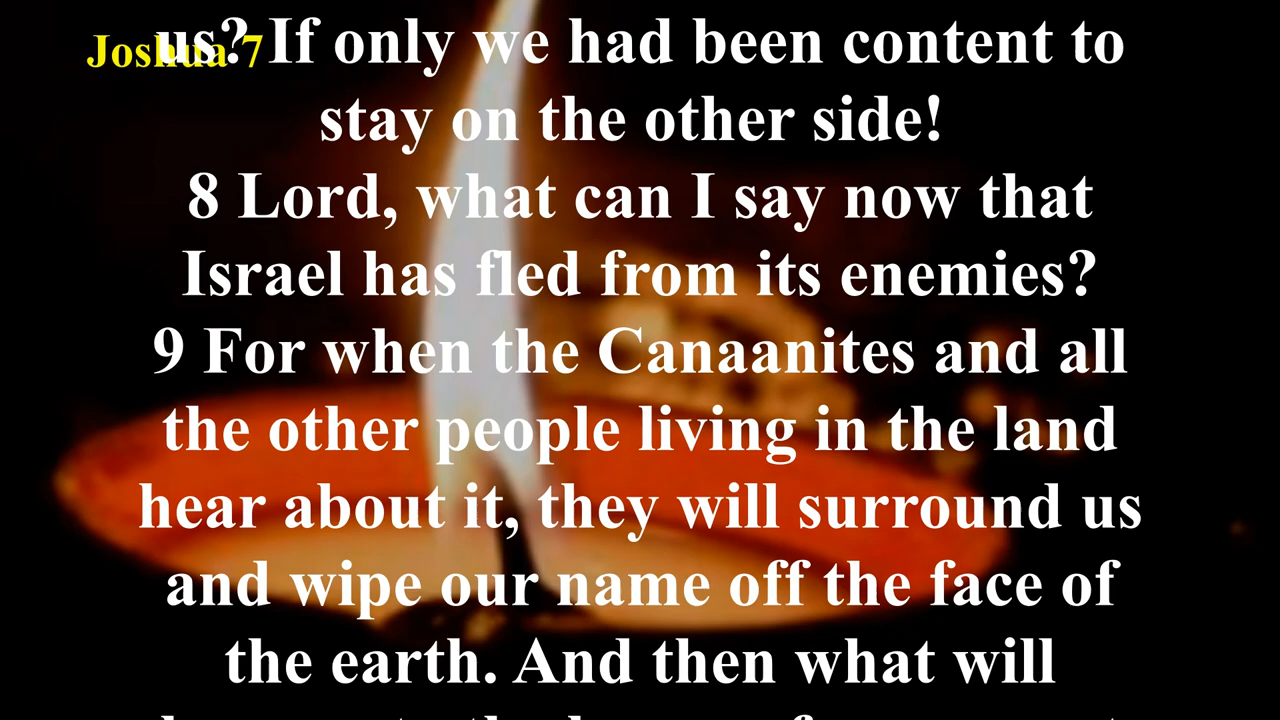 Joshua 7
us? If only we had been content to
stay on the other side!
8 Lord, what can I say now that
Israel has fled from its enemies?
9 For when the Canaanites and all
the other people living in the land
hear about it, they will surround us
and wipe our name off the face of
the earth. And then what will